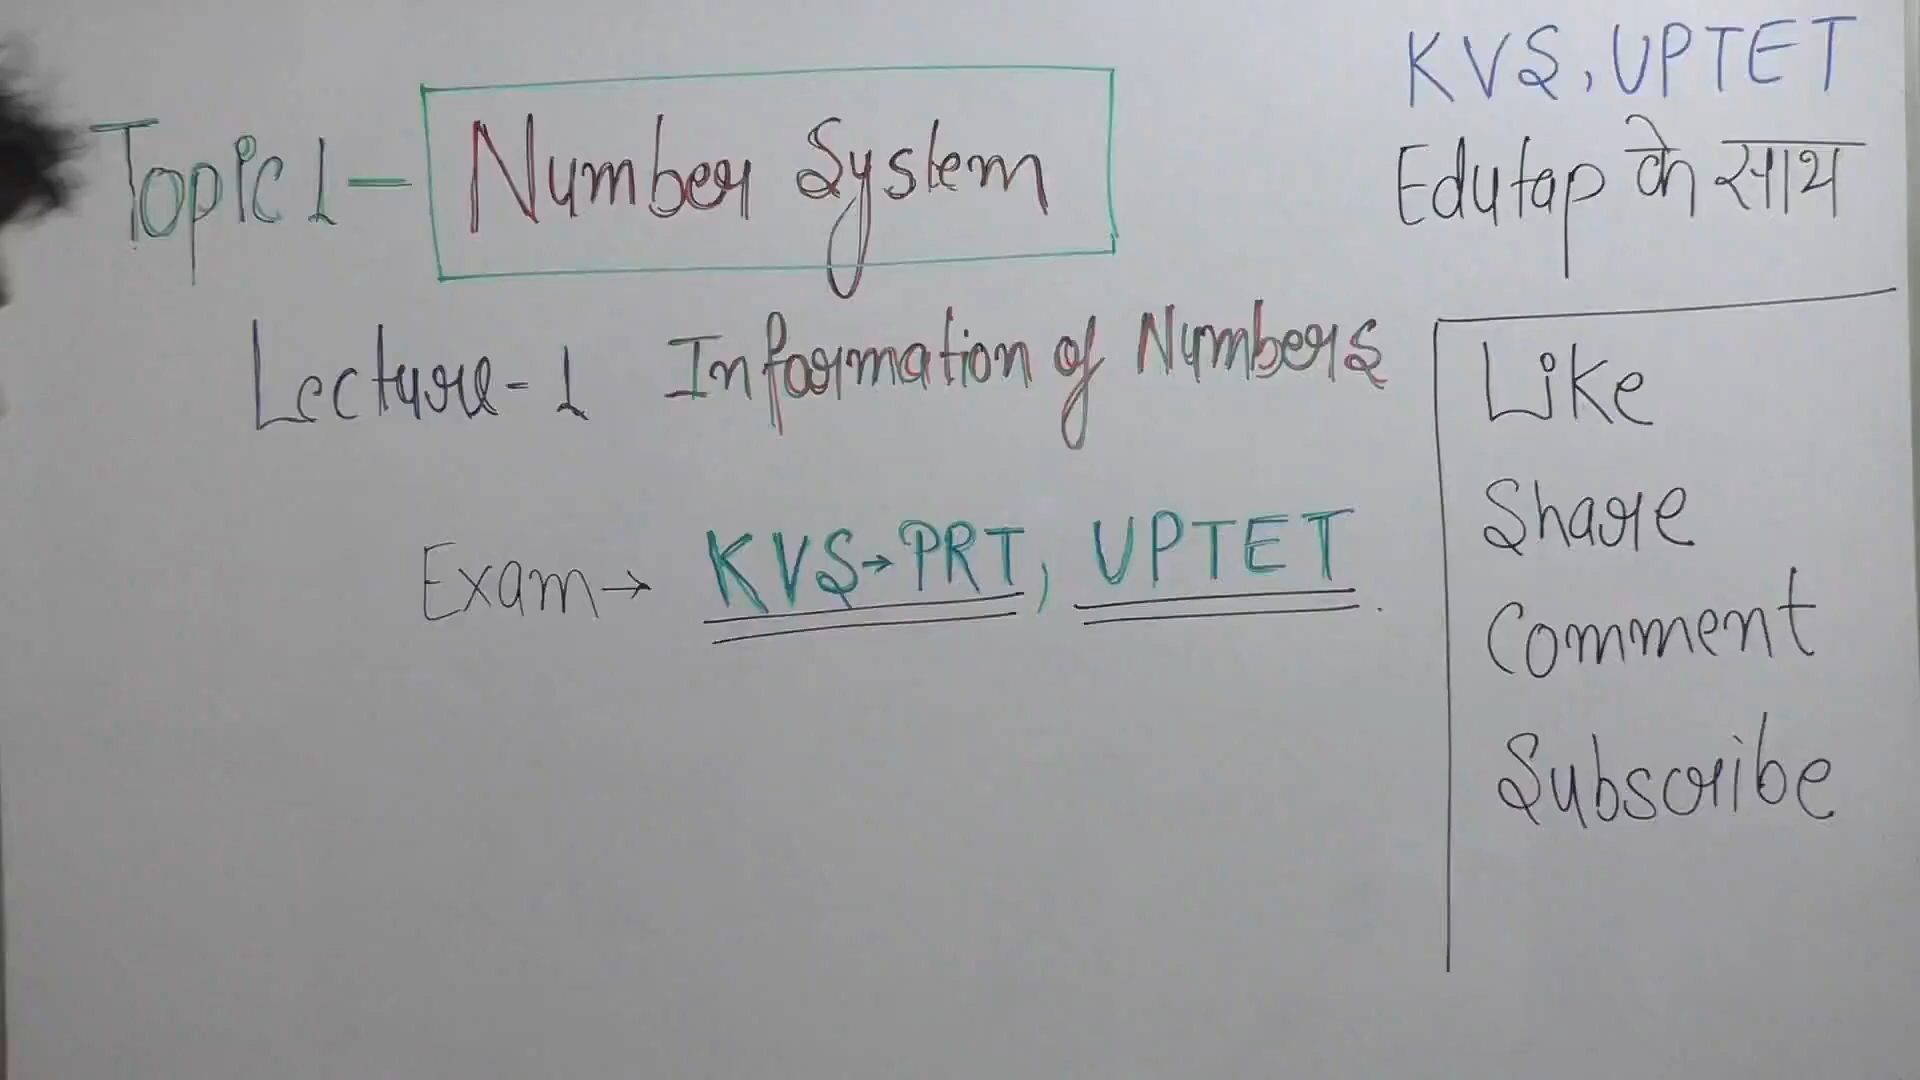 Topic 1- Number System
Lecture-1 Information of Numbers
Exam→ KVS→PRT, UPTET.
KVS, UPTET
Edutap के साथ
Like
Share
Comment
Subscribe